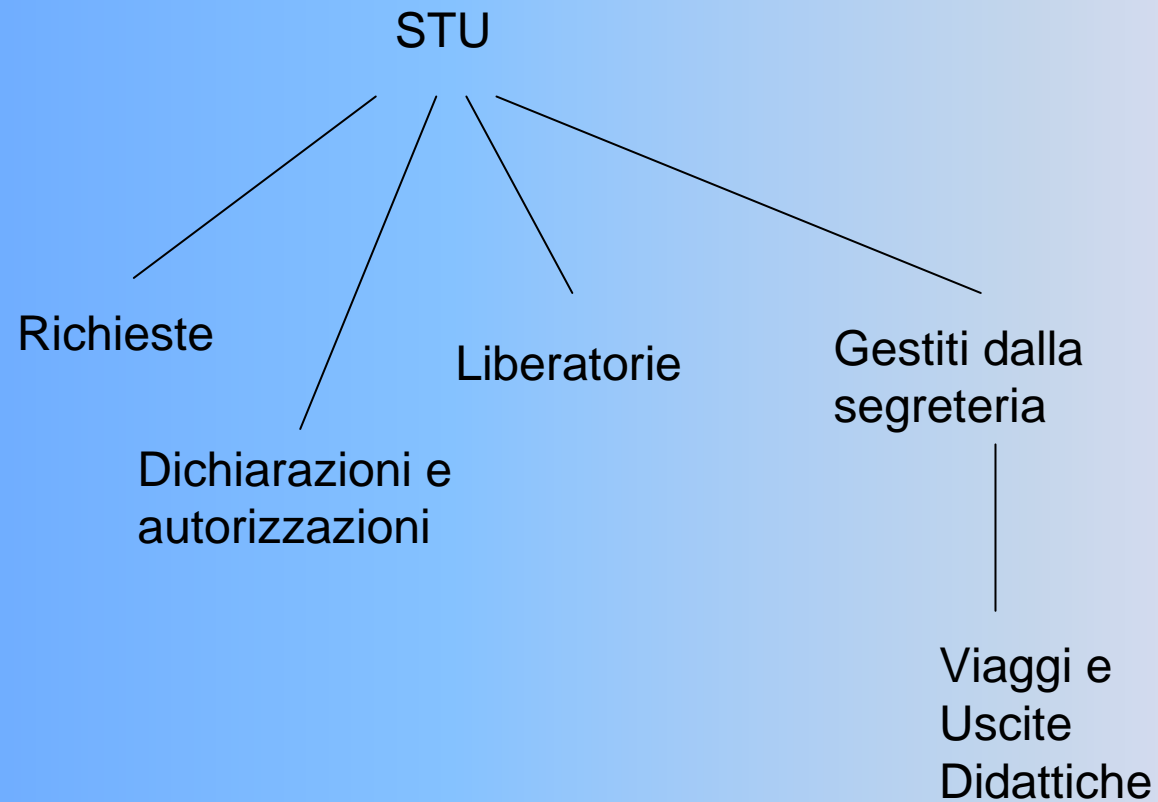 STU
Richieste
Liberatorie
Gestiti dalla
segreteria
Dichiarazioni e
autorizzazioni
Viaggi e
Uscite
Didattiche